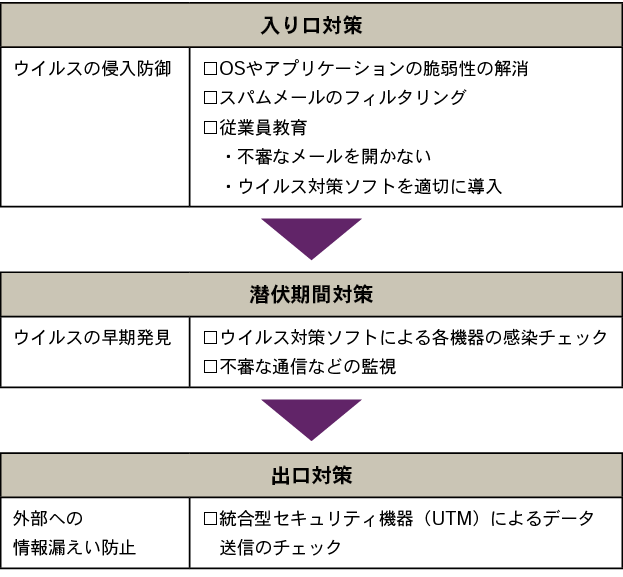 入り口対策
ウイルスの侵入防御
□OSやアプリケーションの脆弱性の解消
□スパムメールのフィルタリング
□従業員教育
・不審なメールを開かない
・ウイルス対策ソフトを適切に導入
潜伏期間対策
ウイルスの早期発見
□ウイルス対策ソフトによる各機器の感染チェック
□不審な通信などの監視
出口対策
外部への
情報漏えい防止
□統合型セキュリティ機器（UTM）によるデータ
送信のチェック